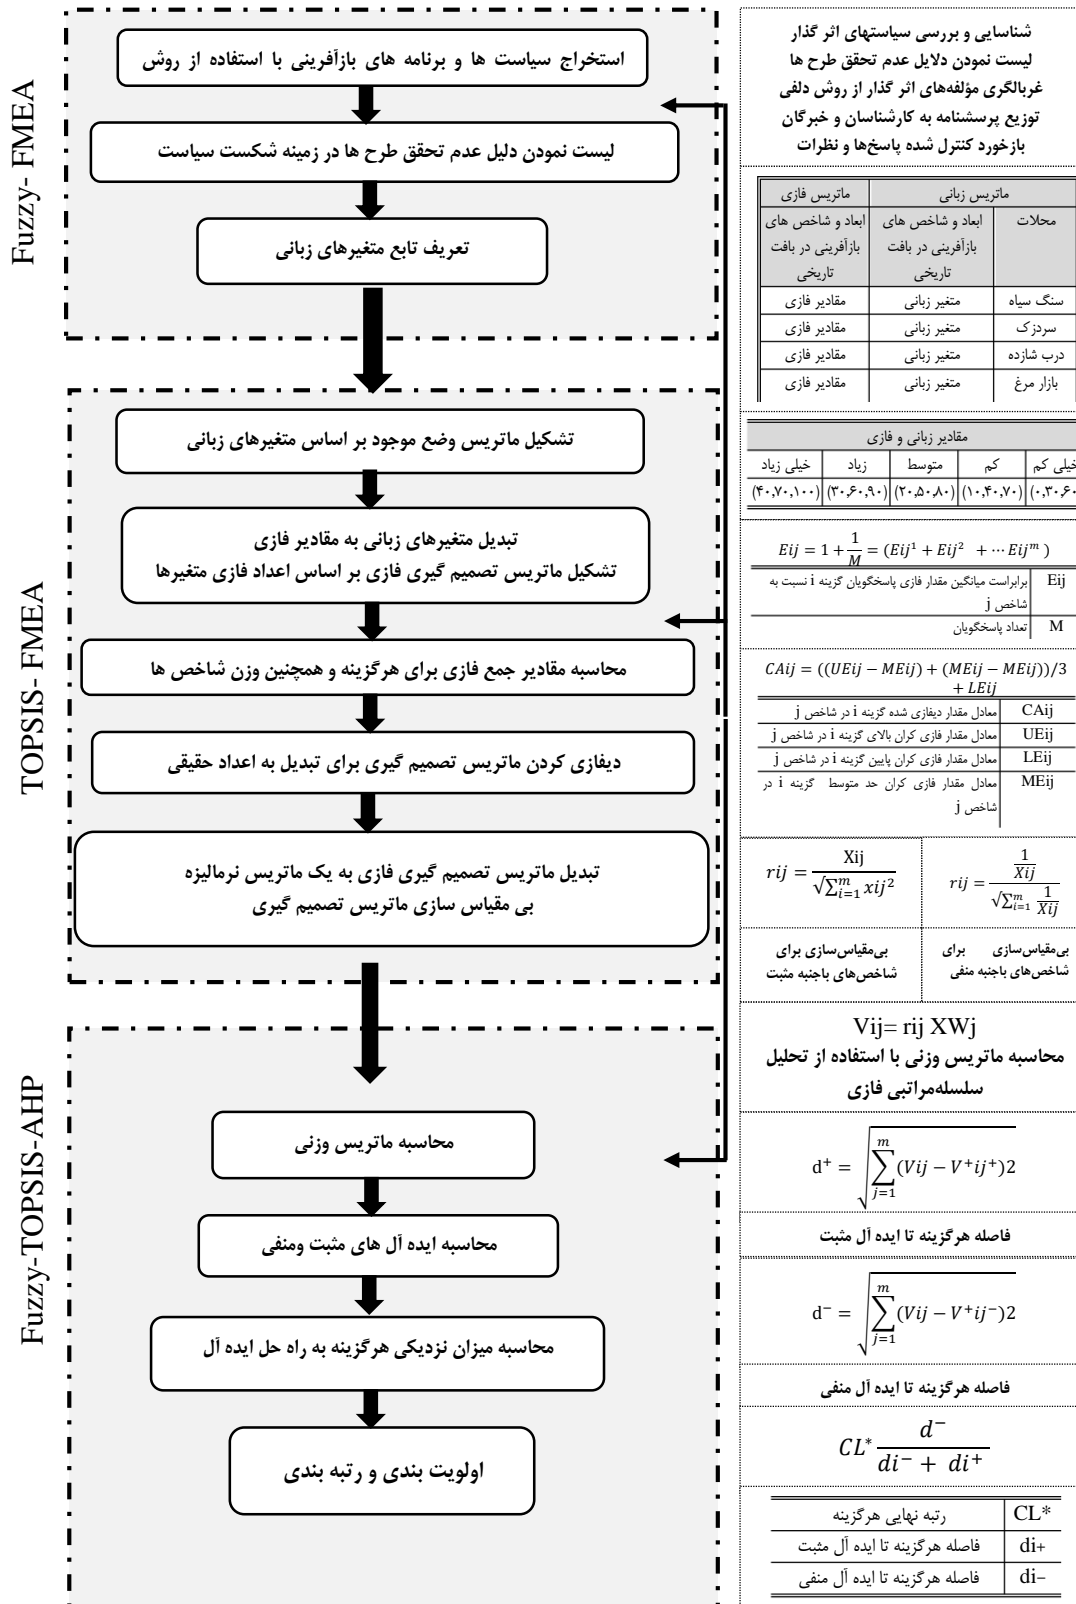 Fuzzy- FMEA
استخراج سیاست ها و برنامه های بازآفرینی با استفاده از روش
لیست نمودن دلیل عدم تحقق طرح ها در زمینه شکست سیاست
تعریف تابع متغیرهای زبانی
TOPSIS- FMEA
تشکیل ماتریس وضع موجود بر اساس متغیرهای زبانی
تبدیل متغیرهای زبانی به مقادیر فازی
تشکیل ماتریس تصمیم گیری فازی بر اساس اعداد فازی متغیرها
محاسبه مقادیر جمع فازی برای هرگزینه و همچنین وزن شاخص ها
دیفازی کردن ماتریس تصمیم گیری برای تبدیل به اعداد حقیقی
تبدیل ماتریس تصمیم گیری فازی به یک ماتریس نرمالیزه
بی مقیاس سازی ماتریس تصمیم گیری
Fuzzy-TOPSIS-AHP
محاسبه ماتریس وزنی
محاسبه ایده آل های مثبت ومنفی
محاسبه میزان نزدیکی هرگزینه به راه حل ایده آل
اولویت بندی و رتبه بندی
شناسایی و بررسی سیاستهای اثر گذار
لیست نمودن دلایل عدم تحقق طرح ها
غربالگری مؤلفه‌های اثر گذار از روش دلفی
توزیع پرسشنامه به کارشناسان و خبرگان
بازخورد کنترل شده پاسخ‌ها و نظرات
ماتریس زبانی ماتریس فازی
محلات ابعاد و شاخص های ابعاد و شاخص های
بازآفرینی در بافت بازآفرینی در بافت
تاریخی تاریخی
سنگ سیاه متغیر زبانی مقادیر فازی
سردزک متغیر زبانی مقادیر فازی
درب شازده متغیر زبانی مقادیر فازی
بازار مرغ متغیر زبانی مقادیر فازی
مقادیر زبانی و فازی
خیلی کم کم متوسط زیاد خیلی زیاد
(۰,۳۰,۶۰ (۱۰,۴۰,۷۰) (۲۰,۵۰,۸۰) (۳۰,۶۰,۹۰) (۴۰,۷۰,۱۰۰)
Eij = 1 + 1/M = (Eij¹ + Eij² + ⋯ Eijᵐ )
Eij برابراست میانگین مقدار فازی پاسخگویان گزینه i نسبت به
شاخص j
M تعداد پاسخگویان
CAij = ((UEij − MEij) + (MEij − MEij))/3
+ LEij
CAij معادل مقدار دیفازی شده گزینه i در شاخص j
UEij معادل مقدار فازی کران بالای گزینه i در شاخص j
LEij معادل مقدار فازی کران پایین گزینه i در شاخص j
MEij معادل مقدار فازی کران حد متوسط گزینه i در
شاخص j
rij = Xij / √∑ᵢ₌₁ᵐ xij²
rij = (1/Xij) / √∑ᵢ₌₁ᵐ 1/Xij
بی‌مقیاس‌سازی برای
شاخص‌های باجنبه مثبت
بی‌مقیاس‌سازی برای
شاخص‌های باجنبه منفی
Vij= rij XWj
محاسبه ماتریس وزنی با استفاده از تحلیل
سلسله‌مراتبی فازی
d⁺ = √∑ⱼ₌₁ᵐ (Vij − V⁺ij⁺)2
فاصله هرگزینه تا ایده آل مثبت
d⁻ = √∑ⱼ₌₁ᵐ (Vij − V⁺ij⁻)2
فاصله هرگزینه تا ایده آل منفی
CL* d⁻ / di⁻ + di⁺
CL* رتبه نهایی هرگزینه
di+ فاصله هرگزینه تا ایده آل مثبت
di− فاصله هرگزینه تا ایده آل منفی